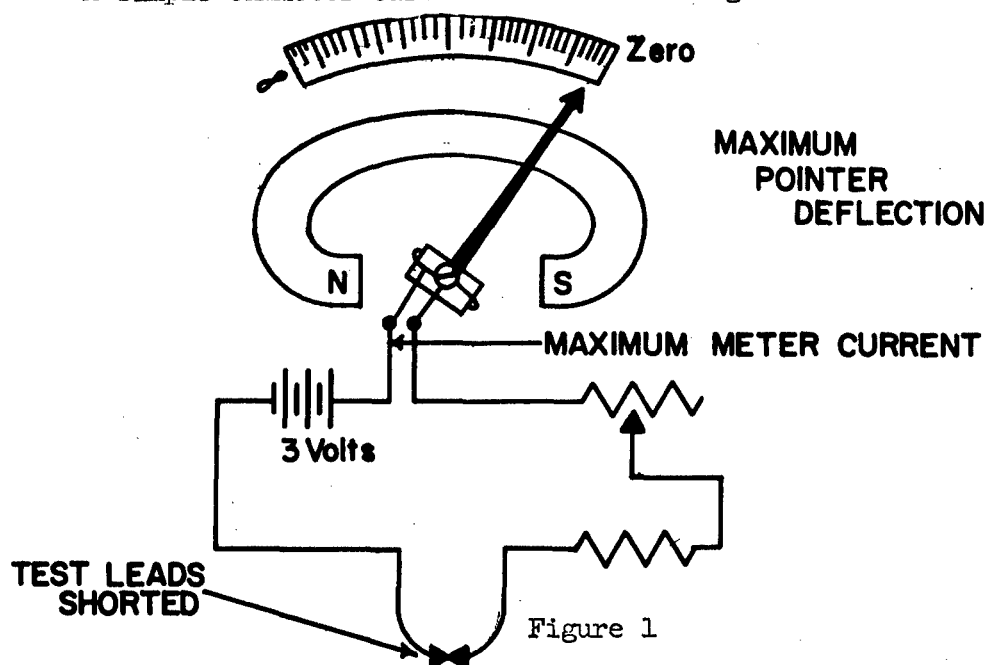 Zero
∞
MAXIMUM
POINTER
DEFLECTION
N
S
MAXIMUM METER CURRENT
3 Volts
TEST LEADS
SHORTED
Figure 1